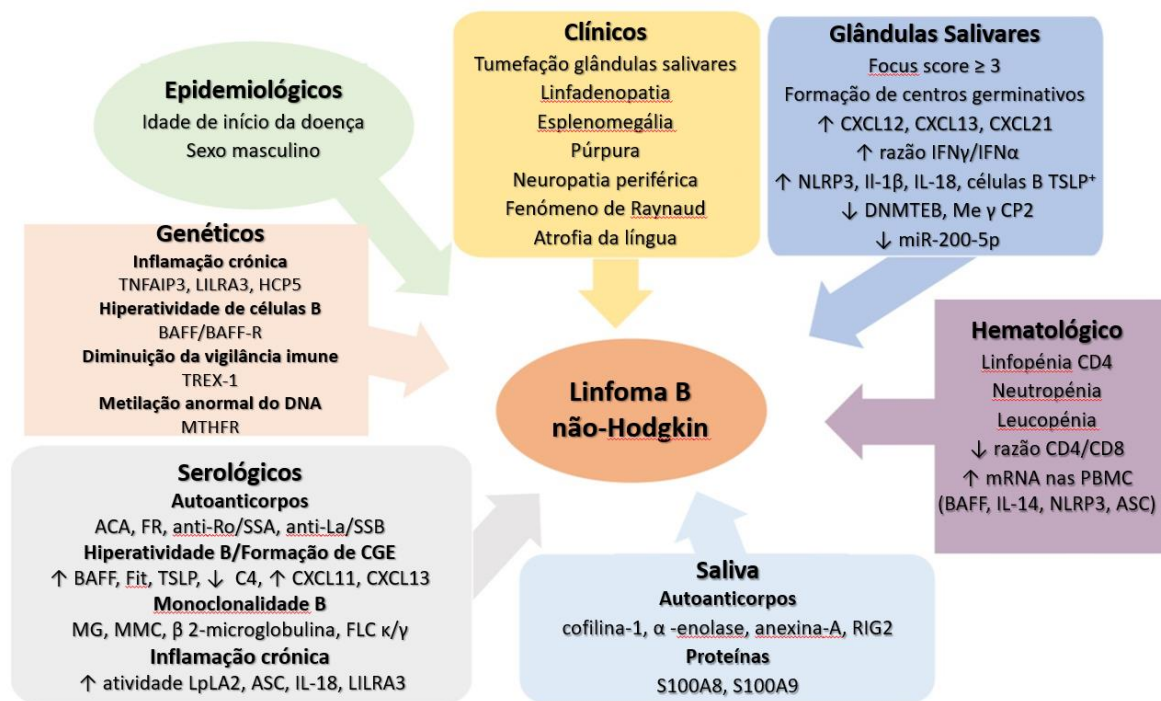 Epidemiológicos
Idade de início da doença
Sexo masculino
Clínicos
Tumefação glândulas salivares
Linfadenopatia
Esplenomegália
Púrpura
Neuropatia periférica
Fenómeno de Raynaud
Atrofia da língua
Glândulas Salivares
Focus score ≥ 3
Formação de centros germinativos
↑ CXCL12, CXCL13, CXCL21
↑ razão IFNγ/IFNα
↑ NLRP3, Il-1β, IL-18, células B TSLP⁺
↓ DNMTEB, Me γ CP2
↓ miR-200-5p
Genéticos
Inflamação crónica
TNFAIP3, LILRA3, HCP5
Hiperatividade de células B
BAFF/BAFF-R
Diminuição da vigilância imune
TREX-1
Metilação anormal do DNA
MTHFR
Linfoma B
não-Hodgkin
Hematológico
Linfopénia CD4
Neutropénia
Leucopénia
↓ razão CD4/CD8
↑ mRNA nas PBMC
(BAFF, IL-14, NLRP3, ASC)
Serológicos
Autoanticorpos
ACA, FR, anti-Ro/SSA, anti-La/SSB
Hiperatividade B/Formação de CGE
↑ BAFF, Fit, TSLP, ↓ C4, ↑ CXCL11, CXCL13
Monoclonalidade B
MG, MMC, β 2-microglobulina, FLC κ/γ
Inflamação crónica
↑ atividade LpLA2, ASC, IL-18, LILRA3
Saliva
Autoanticorpos
cofilina-1, α -enolase, anexina-A, RIG2
Proteínas
S100A8, S100A9